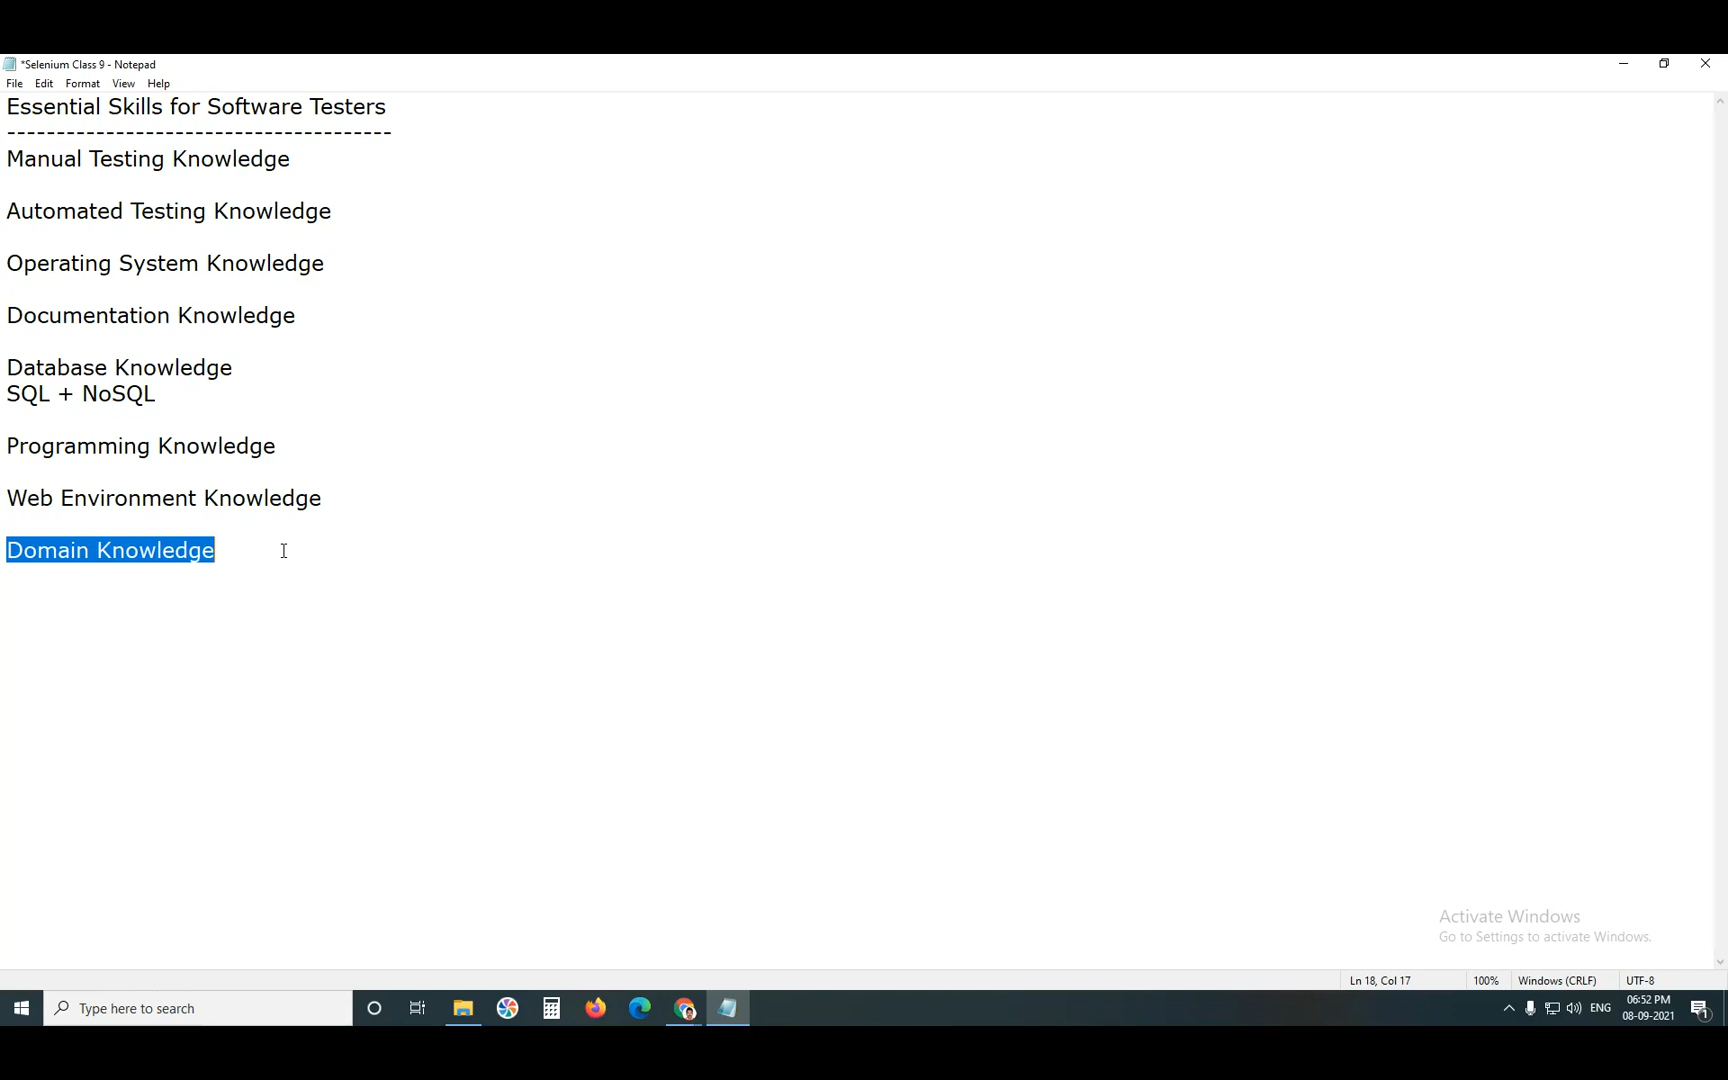 *Selenium Class 9 - Notepad
File Edit Format View Help
Essential Skills for Software Testers
---------------------------------------
Manual Testing Knowledge
Automated Testing Knowledge
Operating System Knowledge
Documentation Knowledge
Database Knowledge
SQL + NoSQL
Programming Knowledge
Web Environment Knowledge
Domain Knowledge
Activate Windows
Go to Settings to activate Windows.
Ln 18, Col 17 100% Windows (CRLF) UTF-8
Type here to search
ENG
06:52 PM
08-09-2021
1